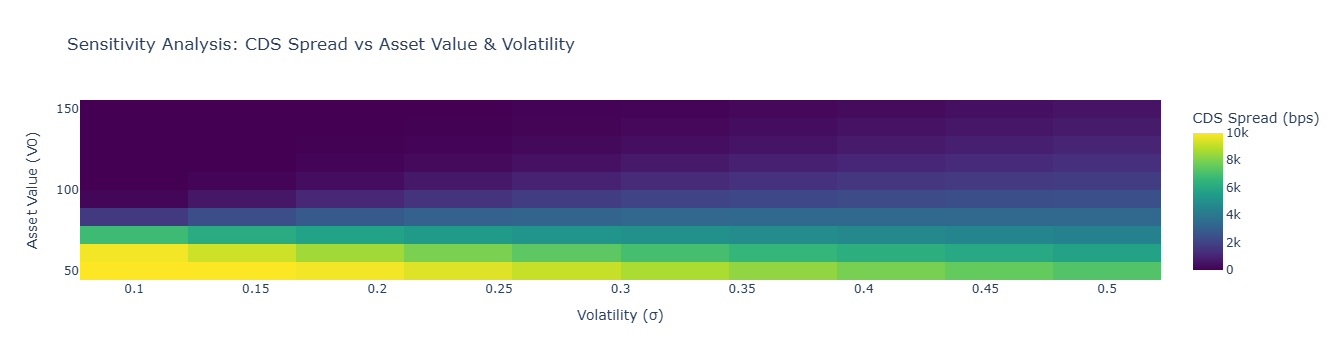 Sensitivity Analysis: CDS Spread vs Asset Value & Volatility
CDS Spread (bps)
150
100
50
Asset Value (V0)
0.1 0.15 0.2 0.25 0.3 0.35 0.4 0.45 0.5
Volatility (σ)
10k
8k
6k
4k
2k
0